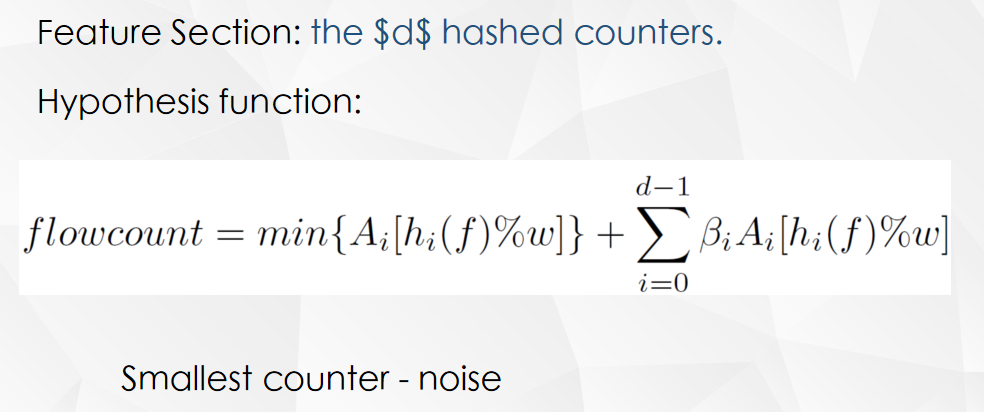 Feature Section: the $d$ hashed counters.
Hypothesis function:
flowcount = min{A_i[h_i(f)%w]} + \sum_{i=0}^{d-1} β_i A_i[h_i(f)%w]
Smallest counter - noise